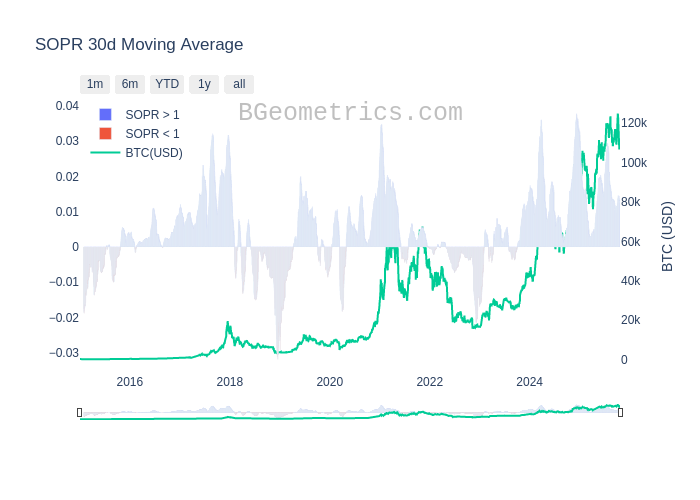 SOPR 30d Moving Average
1m 6m YTD 1y all
BGeometrics.com
SOPR > 1
SOPR < 1
BTC(USD)
0.04
0.03
0.02
0.01
0
−0.01
−0.02
−0.03
120k
100k
80k
60k
40k
20k
0
BTC (USD)
2016 2018 2020 2022 2024